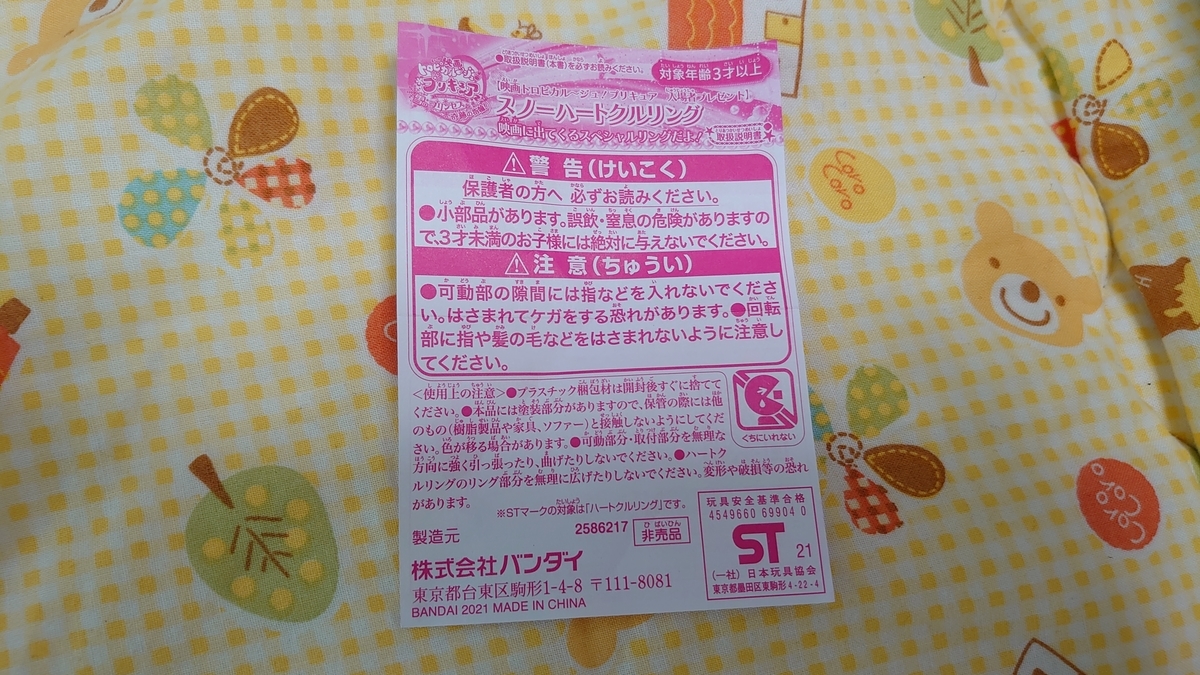 ●取扱説明書(本書)を必ずお読みください。
対象年齢3才以上
プリキュア
【映画トロピカル〜ジュ!プリキュア 入場者プレゼント】
スノーハートクルリング
映画に出てくるスペシャルリングだよ!
取扱説明書
警告(けいこく)
保護者の方へ 必ずお読みください。
●小部品があります。誤飲・窒息の危険がありますの
で、3才未満のお子様には絶対に与えないでください。
注意(ちゅうい)
●可動部の隙間には指などを入れないでくださ
い。はさまれてケガをする恐れがあります。●回転
部に指や髪の毛などをはさまれないように注意し
てください。
<使用上の注意>●プラスチック梱包材は開封後すぐに捨てて
ください。●本品には塗装部分がありますので、保管の際には他
のもの(樹脂製品や家具、ソファー)と接触しないようにしてくだ
さい。色が移る場合があります。●可動部分・取付部分を無理な
方向に強く引っ張ったり、曲げたりしないでください。●ハートク
ルリングのリング部分を無理に広げたりしないでください。変形や破損等の恐れ
があります。
くちにいれない
※STマークの対象は「ハートクルリング」です。
製造元
2586217
非売品
株式会社バンダイ
東京都台東区駒形1-4-8 〒111-8081
BANDAI 2021 MADE IN CHINA
玩具安全基準合格
4549660 69904 0
ST 21
(一社)日本玩具協会
東京都墨田区東駒形4-22-4
Coro
Coro
Coro
Coro